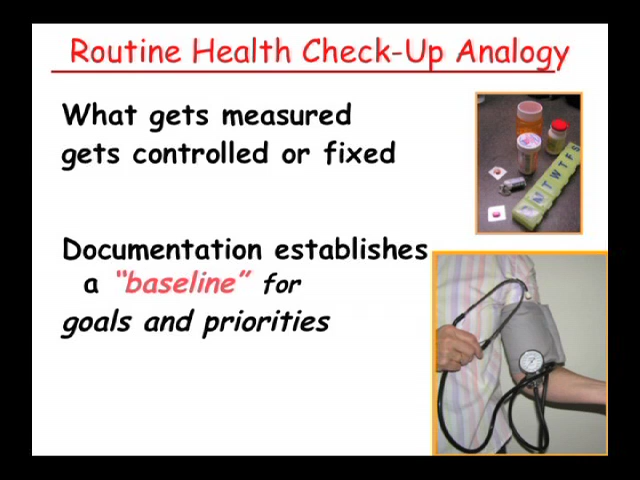 Routine Health Check-Up Analogy
What gets measured
gets controlled or fixed
Documentation establishes
a “baseline” for
goals and priorities